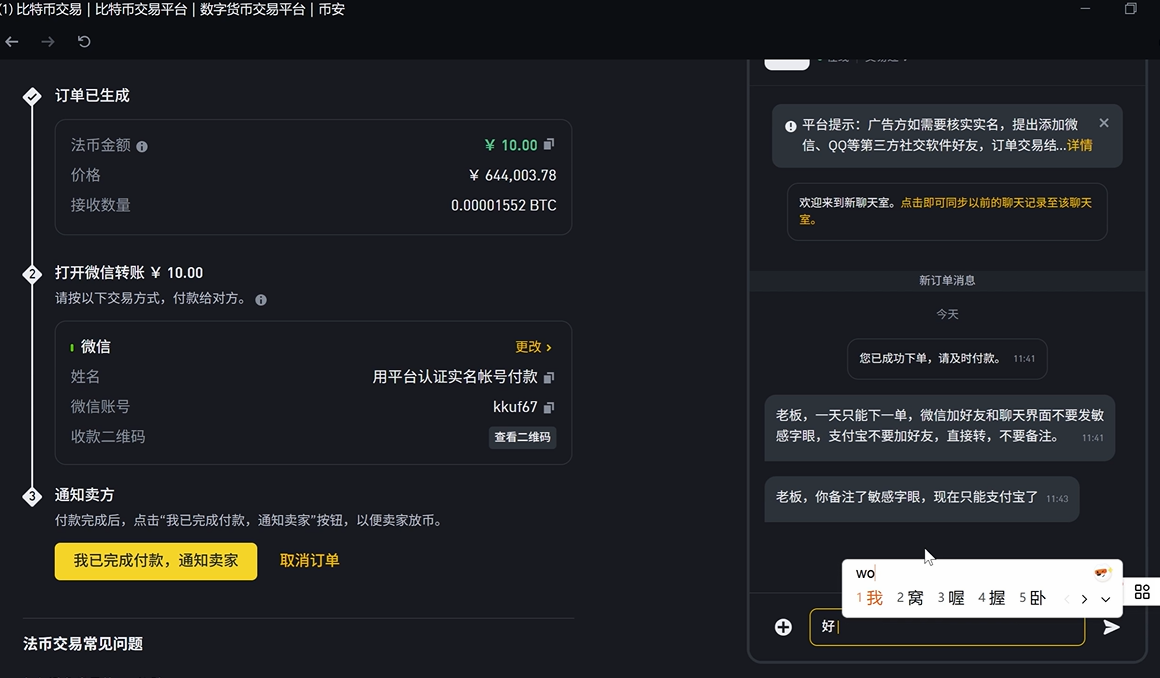 (1) 比特币交易 | 比特币交易平台 | 数字货币交易平台 | 币安
订单已生成
法币金额
¥ 10.00
价格
¥ 644,003.78
接收数量
0.00001552 BTC
2
打开微信转账 ¥ 10.00
请按以下交易方式，付款给对方。
微信
更改
姓名
用平台认证实名帐号付款
微信账号
kkuf67
收款二维码
查看二维码
3
通知卖方
付款完成后，点击“我已完成付款，通知卖家”按钮，以便卖家放币。
我已完成付款，通知卖家
取消订单
法币交易常见问题
平台提示：广告方如需要核实实名，提出添加微
信、QQ等第三方社交软件好友，订单交易结...详情
欢迎来到新聊天室。点击即可同步以前的聊天记录至该聊天
室。
新订单消息
今天
您已成功下单，请及时付款。 11:41
老板，一天只能下一单，微信加好友和聊天界面不要发敏
感字眼，支付宝不要加好友，直接转，不要备注。 11:41
老板，你备注了敏感字眼，现在只能支付宝了 11:43
wo
1 我 2 窝 3 喔 4 握 5 卧
好